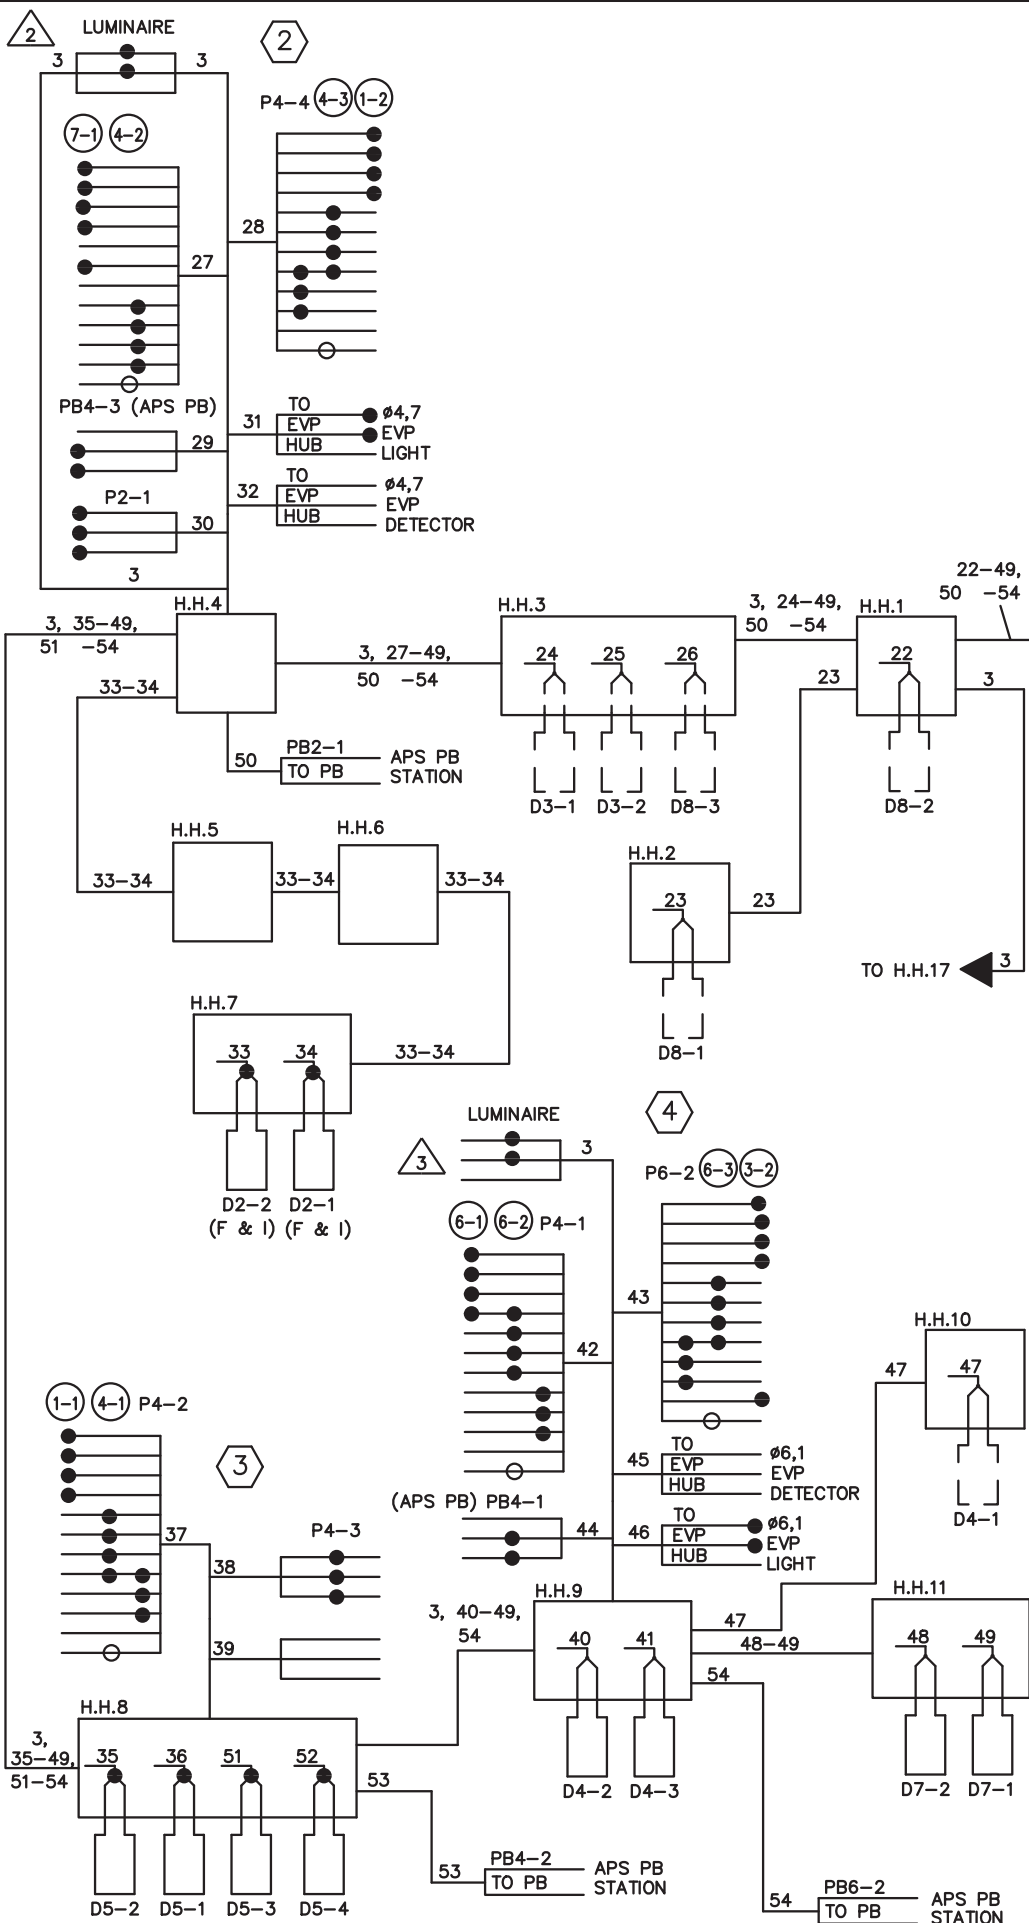 2
LUMINAIRE
2
3
3
P4-4
4-3
1-2
7-1
4-2
28
27
PB4-3 (APS PB)
31
TO
EVP
HUB
ø4,7
EVP
LIGHT
29
32
TO
EVP
HUB
ø4,7
EVP
DETECTOR
P2-1
30
3
H.H.4
3, 35-49,
51 -54
33-34
3, 27-49,
50 -54
H.H.3
24
25
26
3, 24-49,
50 -54
H.H.1
22
22-49,
50 -54
3
23
50
PB2-1
TO PB
APS PB
STATION
D3-1
D3-2
D8-3
D8-2
H.H.5
H.H.6
33-34
33-34
33-34
H.H.2
23
23
TO H.H.17
3
D8-1
H.H.7
33
34
33-34
D2-2
(F & I)
D2-1
(F & I)
LUMINAIRE
4
3
3
P6-2
6-3
3-2
6-1
6-2
P4-1
43
42
H.H.10
47
47
D4-1
1-1
4-1
P4-2
3
45
TO
EVP
HUB
ø6,1
EVP
DETECTOR
(APS PB) PB4-1
44
46
TO
EVP
HUB
ø6,1
EVP
LIGHT
37
P4-3
38
39
3, 40-49,
54
H.H.9
40
41
47
48-49
54
H.H.11
48
49
D4-2
D4-3
D7-2
D7-1
H.H.8
3,
35-49,
51-54
35
36
51
52
53
D5-2
D5-1
D5-3
D5-4
53
PB4-2
TO PB
APS PB
STATION
54
PB6-2
TO PB
APS PB
STATION